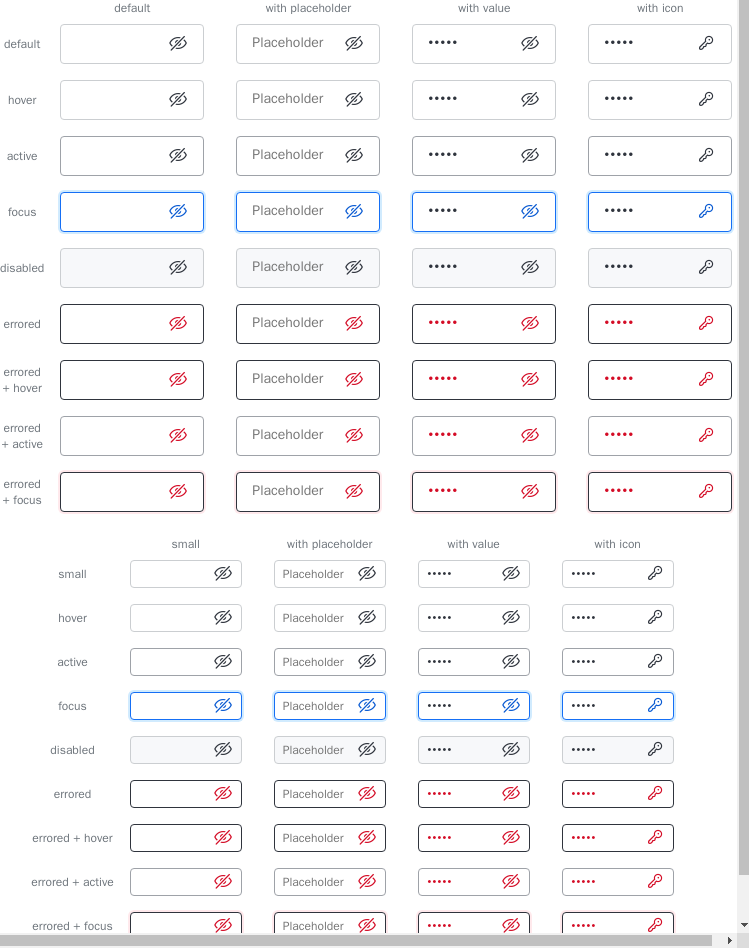 default with placeholder with value with icon
default Placeholder ••••• •••••
hover Placeholder ••••• •••••
active Placeholder ••••• •••••
focus Placeholder ••••• •••••
disabled Placeholder ••••• •••••
errored Placeholder ••••• •••••
errored
+ hover Placeholder ••••• •••••
errored
+ active Placeholder ••••• •••••
errored
+ focus Placeholder ••••• •••••
small with placeholder with value with icon
small Placeholder ••••• •••••
hover Placeholder ••••• •••••
active Placeholder ••••• •••••
focus Placeholder ••••• •••••
disabled Placeholder ••••• •••••
errored Placeholder ••••• •••••
errored + hover Placeholder ••••• •••••
errored + active Placeholder ••••• •••••
errored + focus Placeholder ••••• •••••